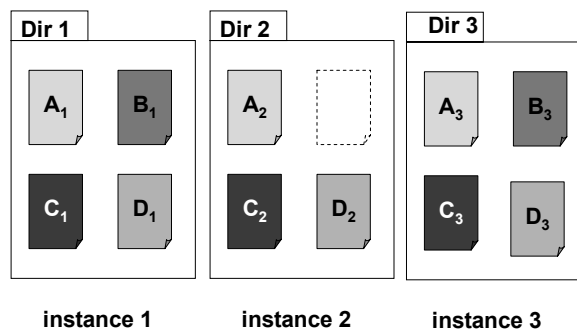 Dir 1 Dir 2 Dir 3
A1 B1 A2 A3 B3
C1 D1 C2 D2 C3 D3
instance 1 instance 2 instance 3